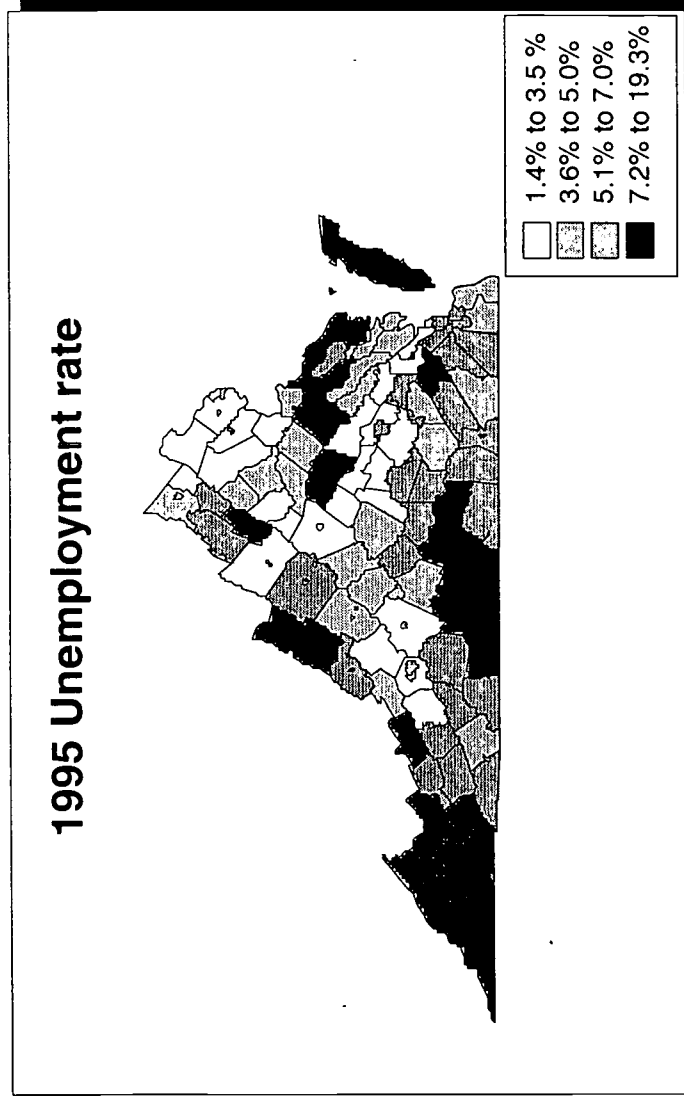 1995 Unemployment rate
1.4% to 3.5 %
3.6% to 5.0%
5.1% to 7.0%
7.2% to 19.3%